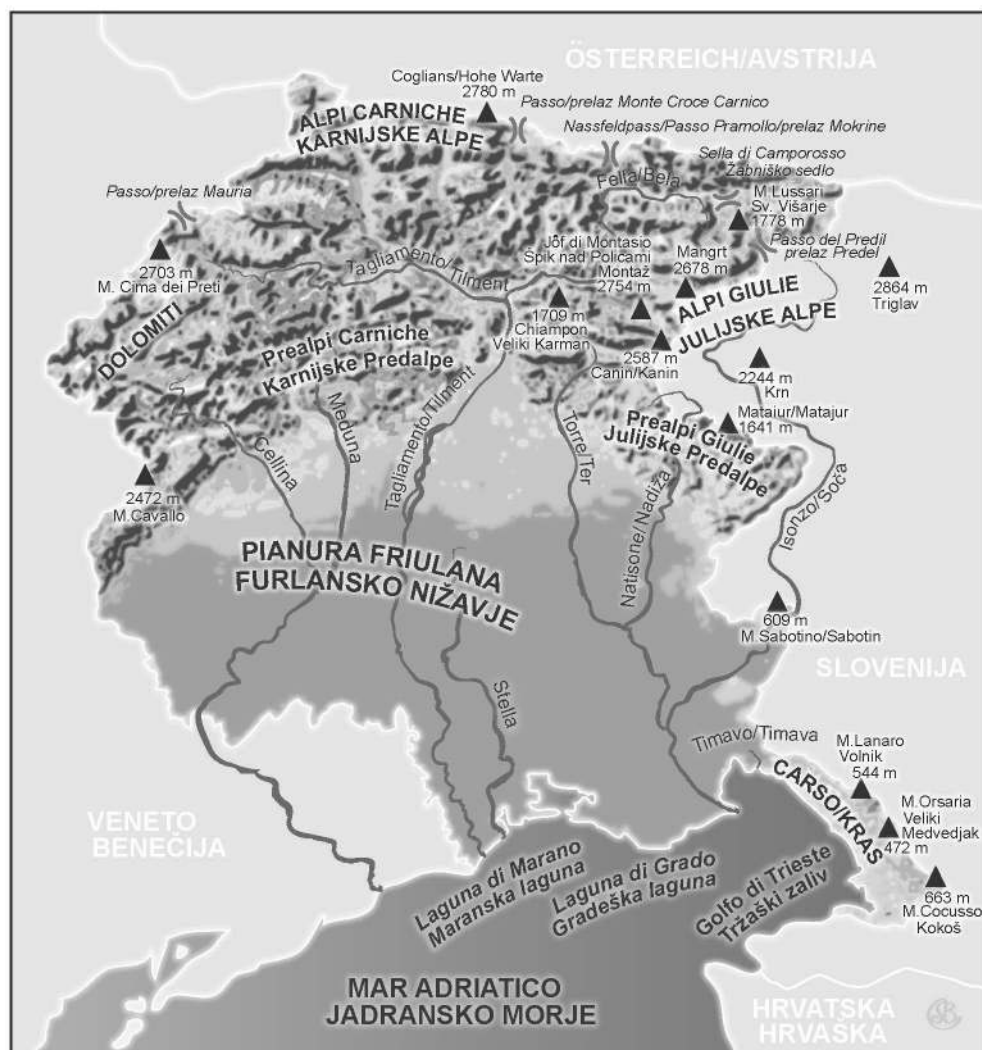 ÖSTERREICH/AVSTRIJA
Coglians/Hohe Warte
2780 m
Passo/prelaz Monte Croce Carnico
ALPI CARNICHE
KARNIJSKE ALPE
Nassfeldpass/Passo Pramollo/prelaz Mokrine
Sella di Camporosso
Žabniško sedlo
Fella/Bela
M.Lussari
Sv. Višarje
1778 m
Passo/prelaz Mauria
Passo del Predil
prelaz Predel
2703 m
M. Cima dei Preti
Tagliamento/Tilment
Jôf di Montasio
Špik nad Policami
Montaž
2754 m
Mangrt
2678 m
2864 m
Triglav
DOLOMITI
1709 m
Chiampon
Veliki Karman
ALPI GIULIE
JULIJSKE ALPE
Prealpi Carniche
Karnijske Predalpe
2587 m
Canin/Kanin
2244 m
Krn
Mataiur/Matajur
1641 m
Prealpi Giulie
Julijske Predalpe
Cellina
Meduna
Tagliamento/Tilment
Torre/Ter
Natisone/Nadiža
Isonzo/Soča
2472 m
M.Cavallo
PIANURA FRIULANA
FURLANSKO NIŽAVJE
609 m
M.Sabotino/Sabotin
SLOVENIJA
Stella
Timavo/Timava
M.Lanaro
Volnik
544 m
CARSO/KRAS
M.Orsaria
Veliki
Medvedjak
472 m
VENETO
BENEČIJA
Laguna di Marano
Maranska laguna
Laguna di Grado
Gradeška laguna
Golfo di Trieste
Tržaški zaliv
663 m
M.Cocusso
Kokoš
MAR ADRIATICO
JADRANSKO MORJE
HRVATSKA
HRVAŠKA